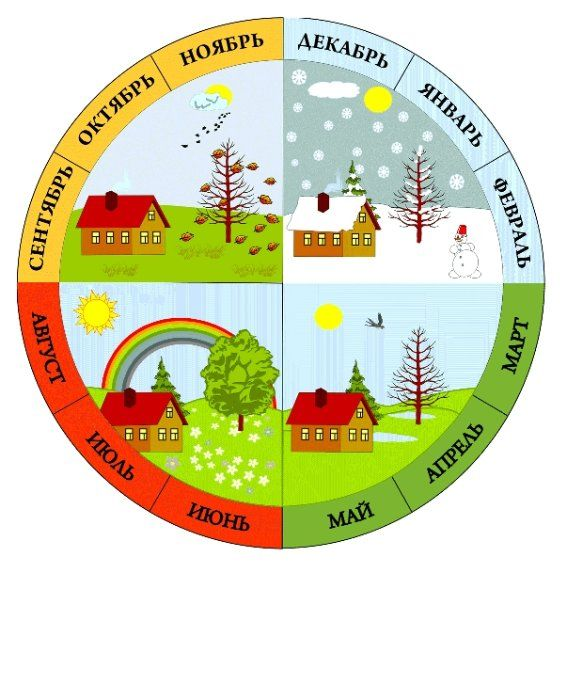 ДЕКАБРЬ
ЯНВАРЬ
ФЕВРАЛЬ
МАРТ
АПРЕЛЬ
МАЙ
ИЮНЬ
ИЮЛЬ
АВГУСТ
СЕНТЯБРЬ
ОКТЯБРЬ
НОЯБРЬ